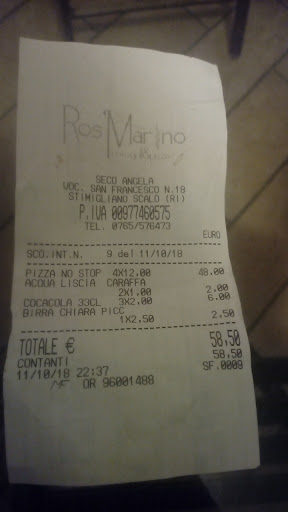 Ros Marino
SECO ANGELA
VOC. SAN FRANCESCO N.18
STIMIGLIANO SCALO (RI)
P.IVA 00977460575
TEL. 0765/576473
EURO
SCO.INT.N. 9 del 11/10/18
PIZZA NO STOP 4X12.00 48.00
ACQUA LISCIA CARAFFA
2X1.00 2.00
COCACOLA 33CL 3X2.00 6.00
BIRRA CHIARA PICC
1X2.50 2.50
TOTALE € 58,50
CONTANTI 58,50
11/10/18 22:37 SF.0009
MF DR 96001488